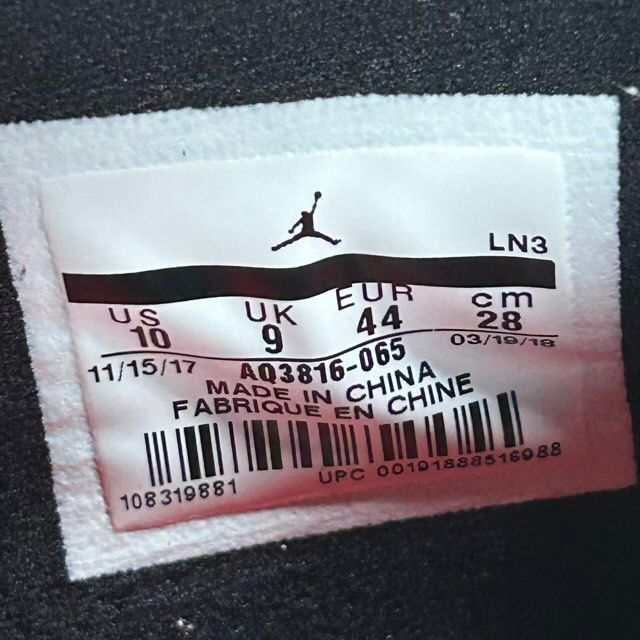 LN3
US UK EUR cm
10 9 44 28
11/15/17 AQ3816-065 03/19/18
MADE IN CHINA
FABRIQUE EN CHINE
108319881 UPC 00191888516988